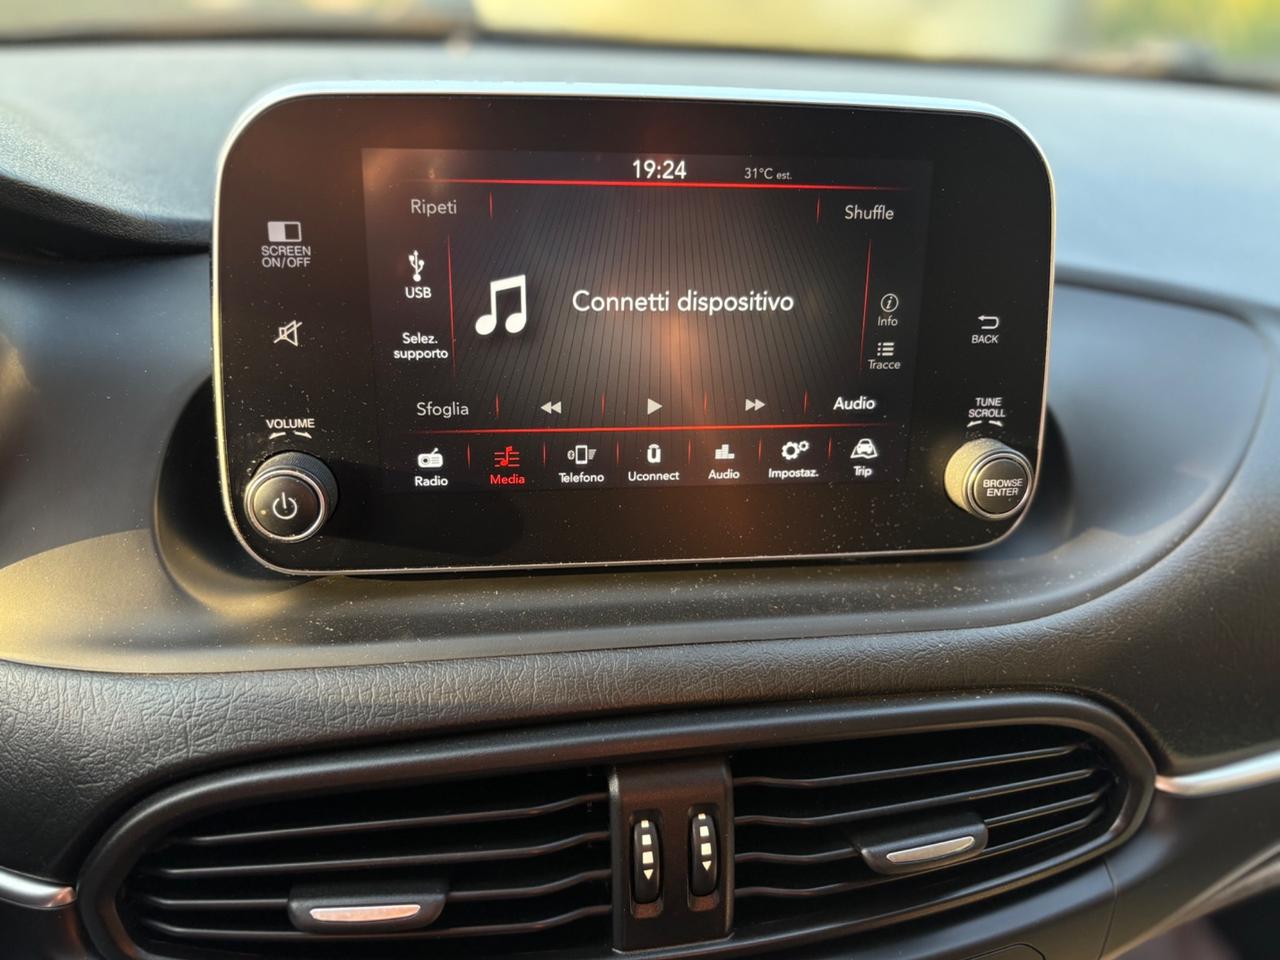 19:24
31°C est.
Ripeti
Shuffle
SCREEN
ON/OFF
USB
Connetti dispositivo
Info
Selez.
supporto
Tracce
BACK
Sfoglia
Audio
VOLUME
TUNE
SCROLL
Radio
Media
Telefono
Uconnect
Audio
Impostaz.
Trip
BROWSE
ENTER